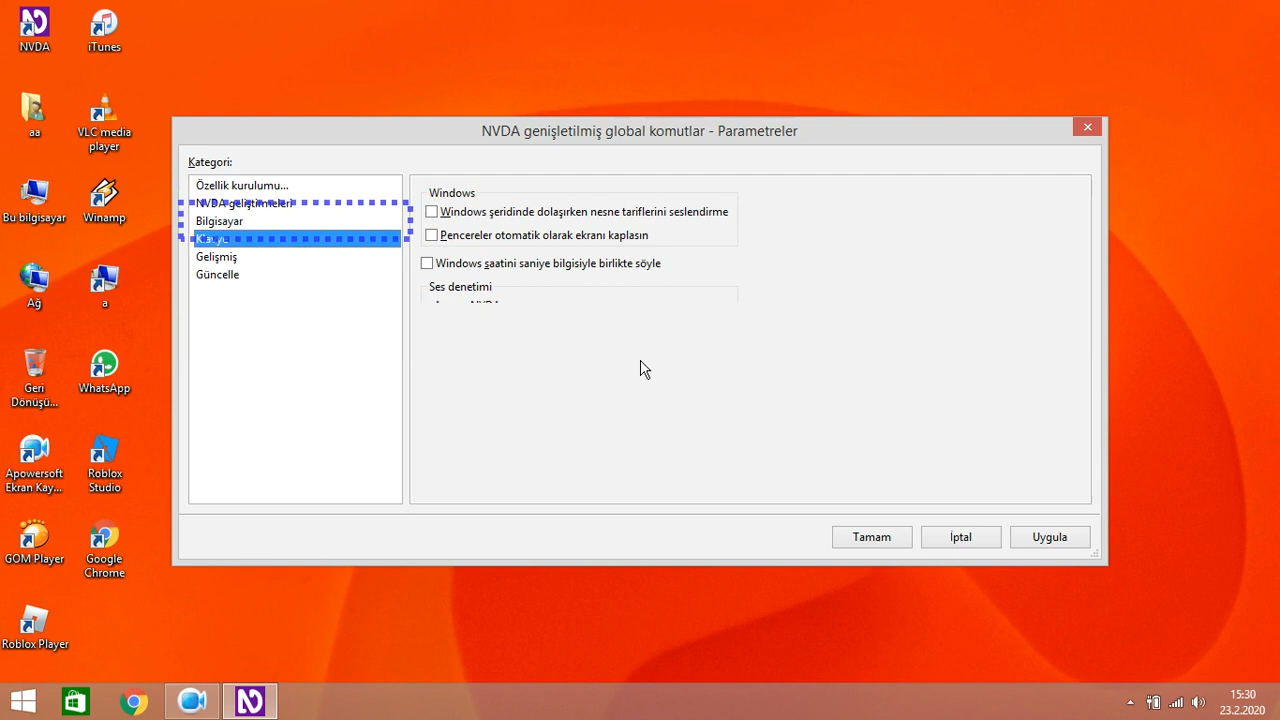 NVDA
iTunes
aa
VLC media
player
Bu bilgisayar
Winamp
Ağ
a
Geri
Dönüşü...
WhatsApp
Apowersoft
Ekran Kay...
Roblox
Studio
GOM Player
Google
Chrome
Roblox Player
NVDA genişletilmiş global komutlar - Parametreler
Kategori:
Özellik kurulumu...
NVDA geliştirmeleri
Bilgisayar
Gelişmiş
Güncelle
Windows
Windows şeridinde dolaşırken nesne tariflerini seslendirme
Pencereler otomatik olarak ekranı kaplasın
Windows saatini saniye bilgisiyle birlikte söyle
Ses denetimi
Tamam
İptal
Uygula
15:30
23.2.2020